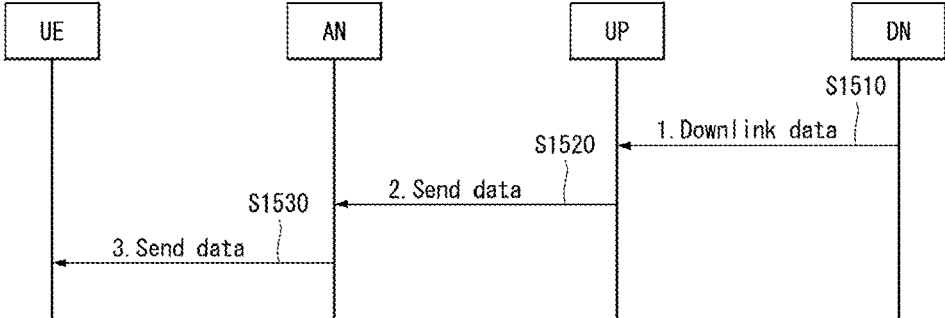 UE AN UP DN
S1510
1.Downlink data
S1520
2.Send data
S1530
3.Send data